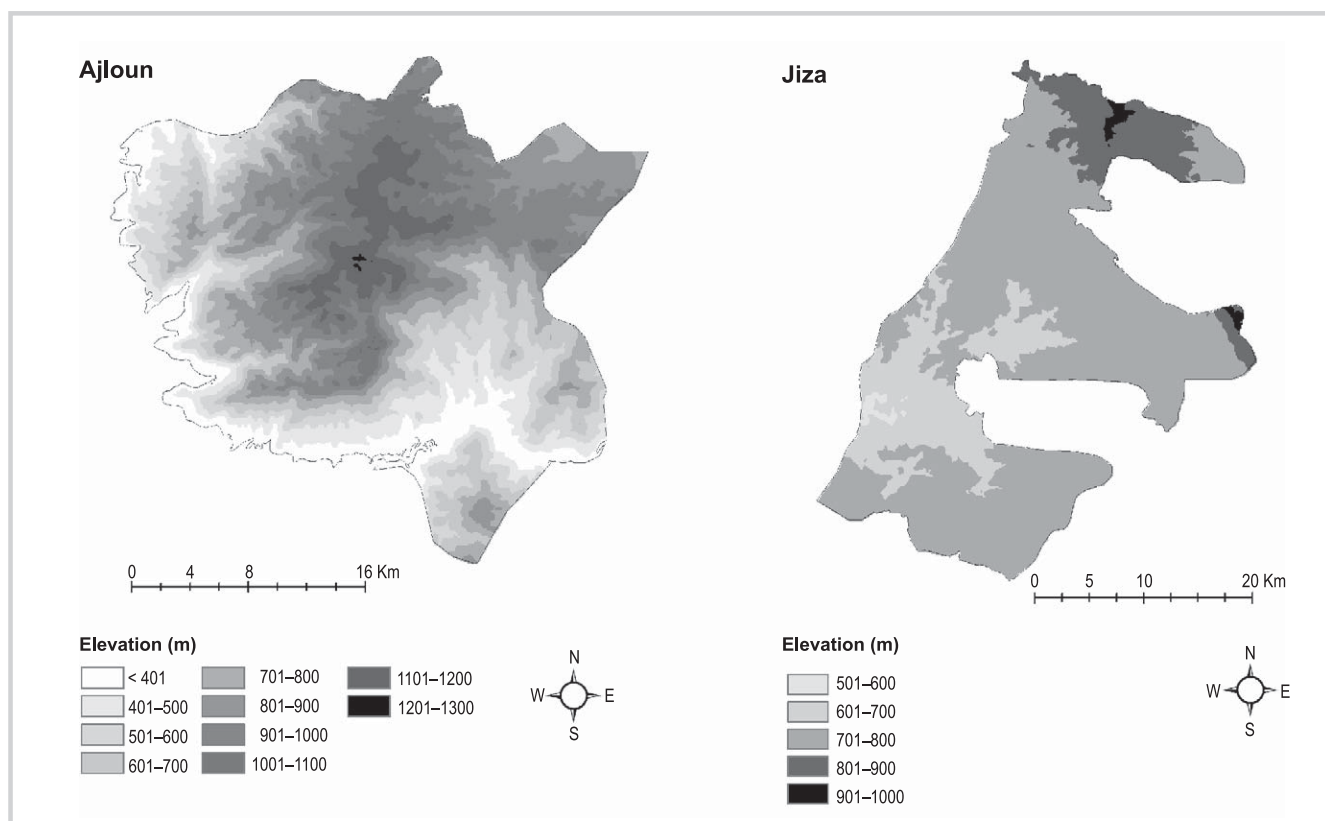 Ajloun
Jiza
0 4 8 16 Km
0 5 10 20 Km
Elevation (m)
< 401
401–500
501–600
601–700
701–800
801–900
901–1000
1001–1100
1101–1200
1201–1300
N
W E
S
Elevation (m)
501–600
601–700
701–800
801–900
901–1000
N
W E
S